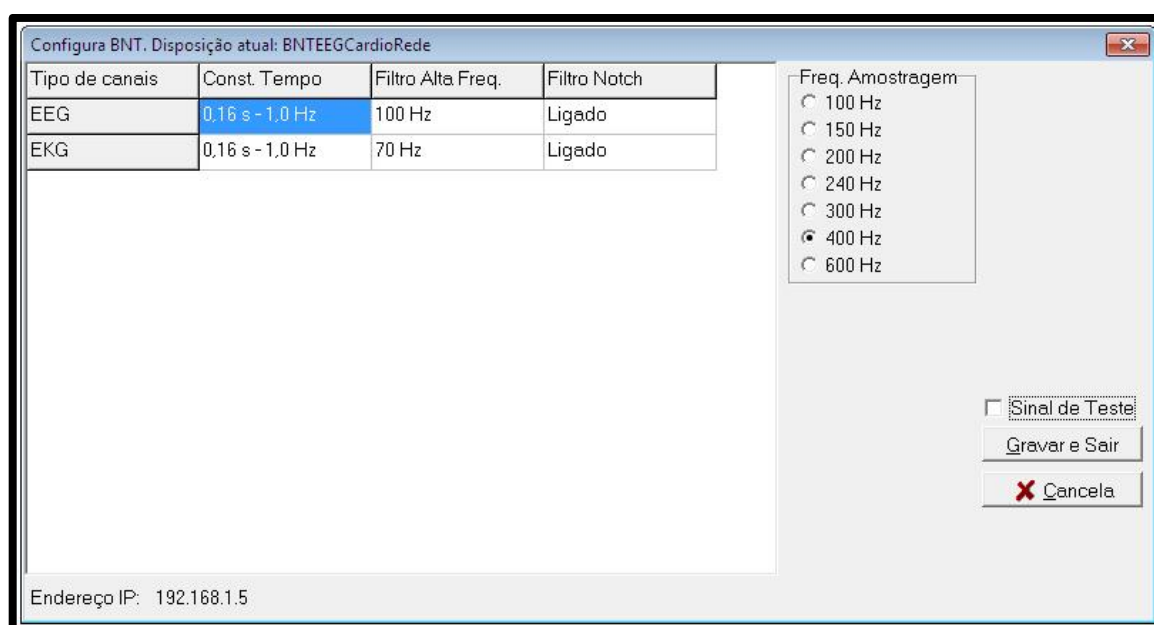 Configura BNT. Disposição atual: BNTEEGCardioRede
Tipo de canais Const. Tempo Filtro Alta Freq. Filtro Notch
EEG 0,16 s - 1,0 Hz 100 Hz Ligado
EKG 0,16 s - 1,0 Hz 70 Hz Ligado
Freq. Amostragem
100 Hz
150 Hz
200 Hz
240 Hz
300 Hz
400 Hz
600 Hz
Sinal de Teste
Gravar e Sair
Cancela
Endereço IP: 192.168.1.5